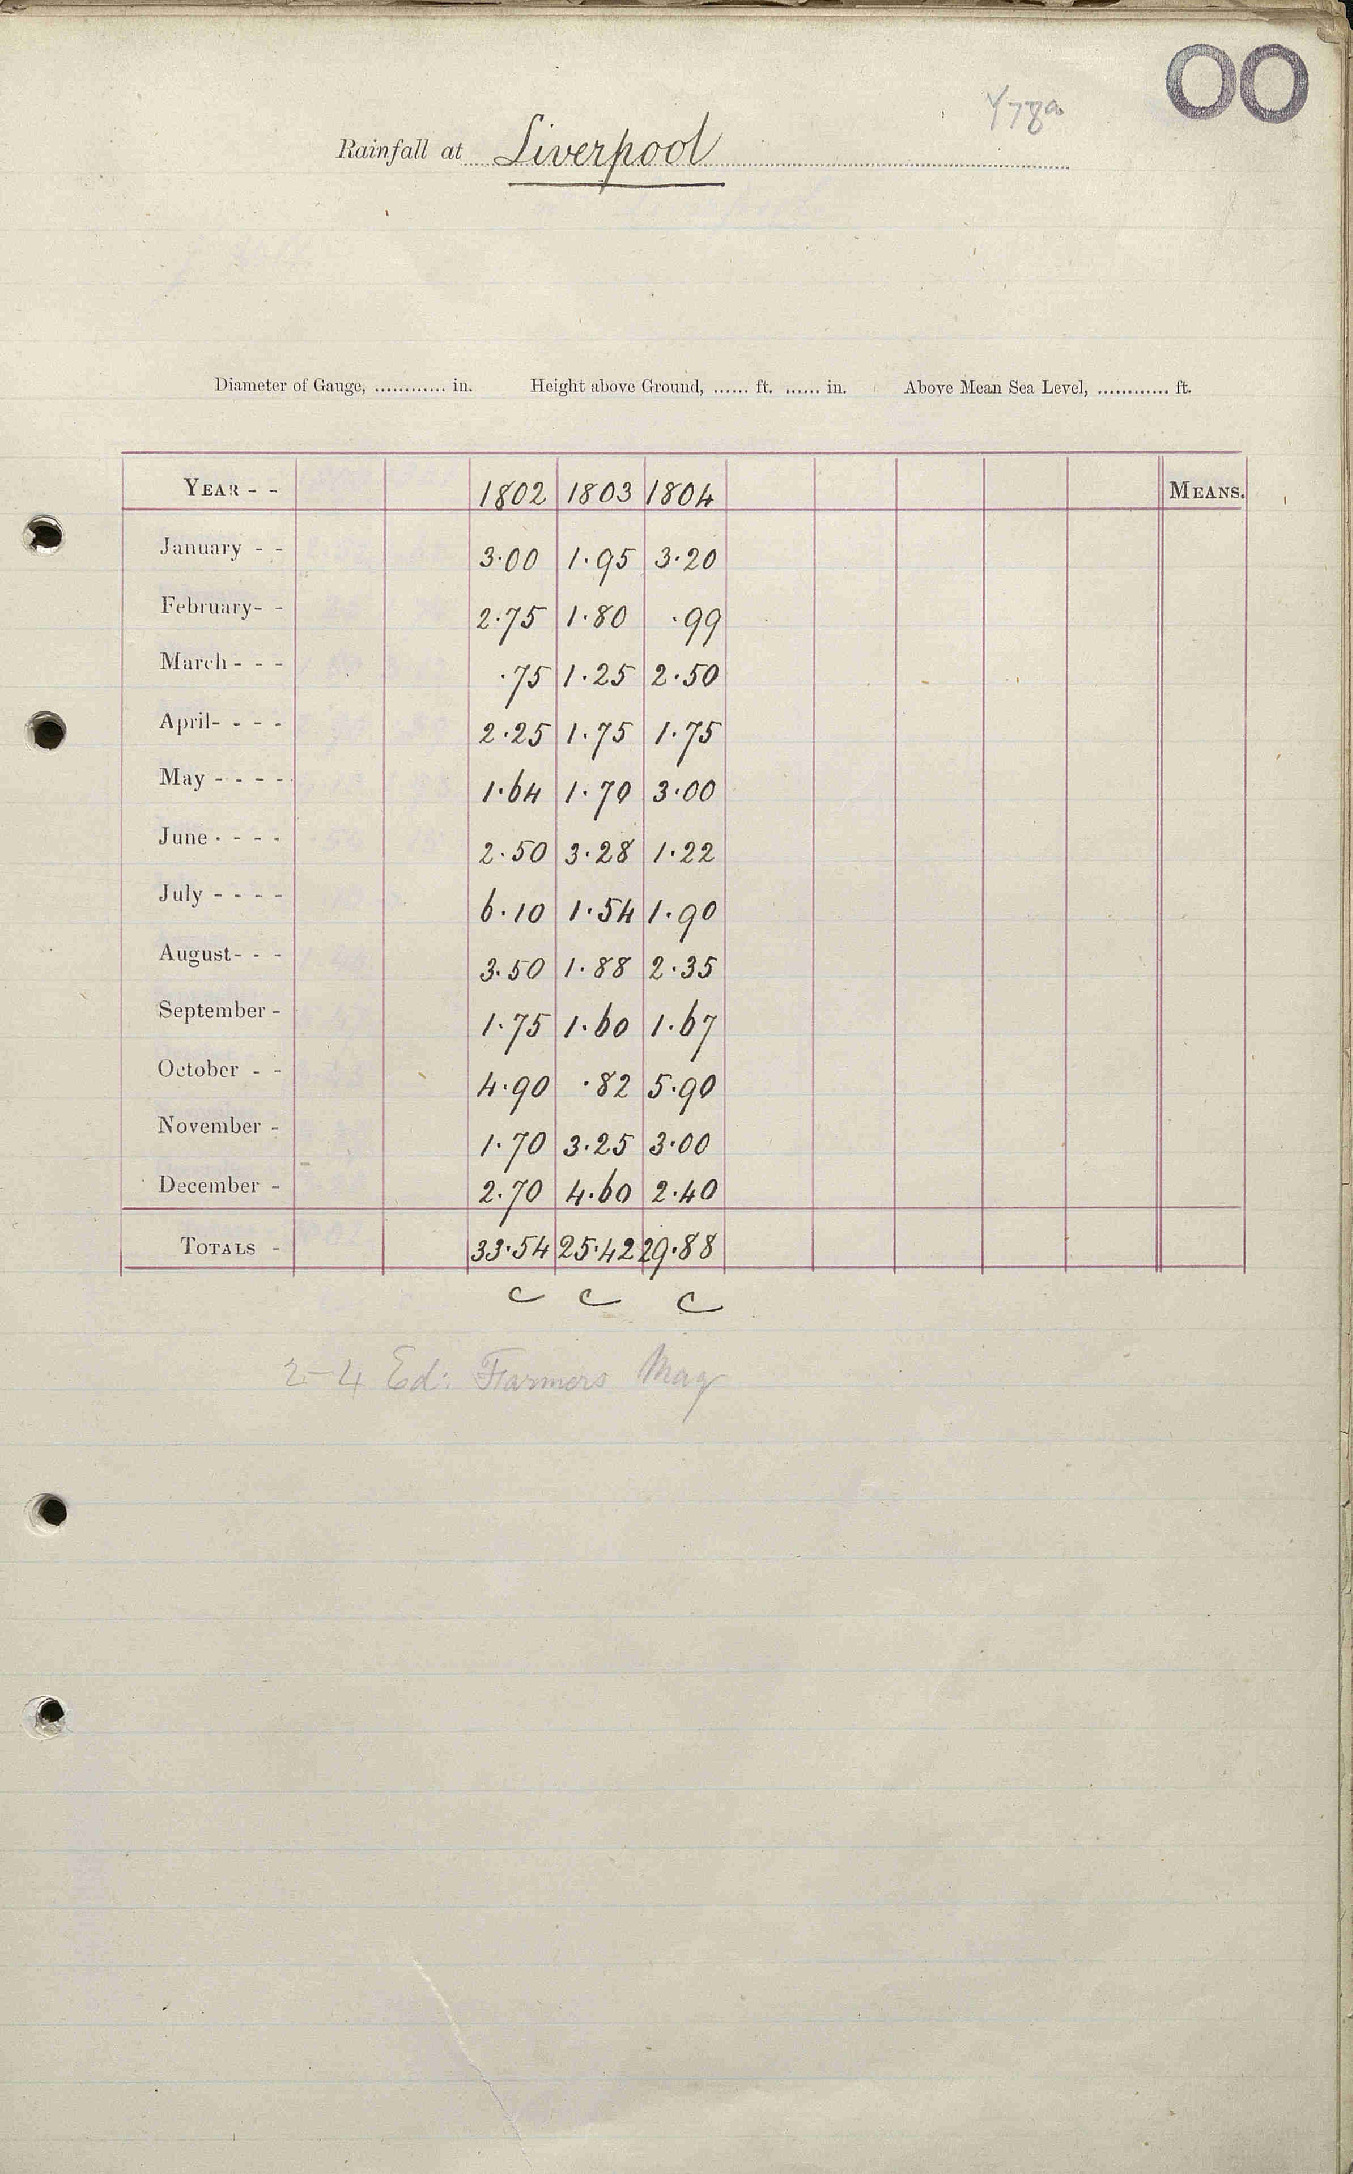 OO
Y78a
Rainfall at Liverpool
Diameter of Gauge, ............ in. Height above Ground, ...... ft. ...... in. Above Mean Sea Level, ............ ft.
YEAR - - 1802 1803 1804 MEANS.
January - - 3.00 1.95 3.20
February- - 2.75 1.80 .99
March - - - .75 1.25 2.50
April- - - - 2.25 1.75 1.75
May - - - - 1.64 1.70 3.00
June - - - - 2.50 3.28 1.22
July - - - - 6.10 1.54 1.90
August- - - 3.50 1.88 2.35
September - 1.75 1.60 1.67
October - - 4.90 .82 5.90
November - 1.70 3.25 3.00
December - 2.70 4.60 2.40
TOTALS - 33.54 25.42 29.88
C C C
2-4 Ed: Farmers Mag